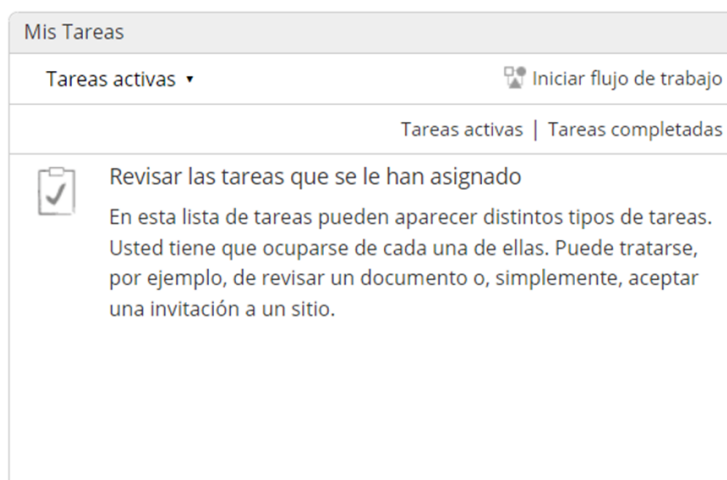 Mis Tareas
Tareas activas ▾ Iniciar flujo de trabajo
Tareas activas | Tareas completadas
Revisar las tareas que se le han asignado
En esta lista de tareas pueden aparecer distintos tipos de tareas.
Usted tiene que ocuparse de cada una de ellas. Puede tratarse,
por ejemplo, de revisar un documento o, simplemente, aceptar
una invitación a un sitio.